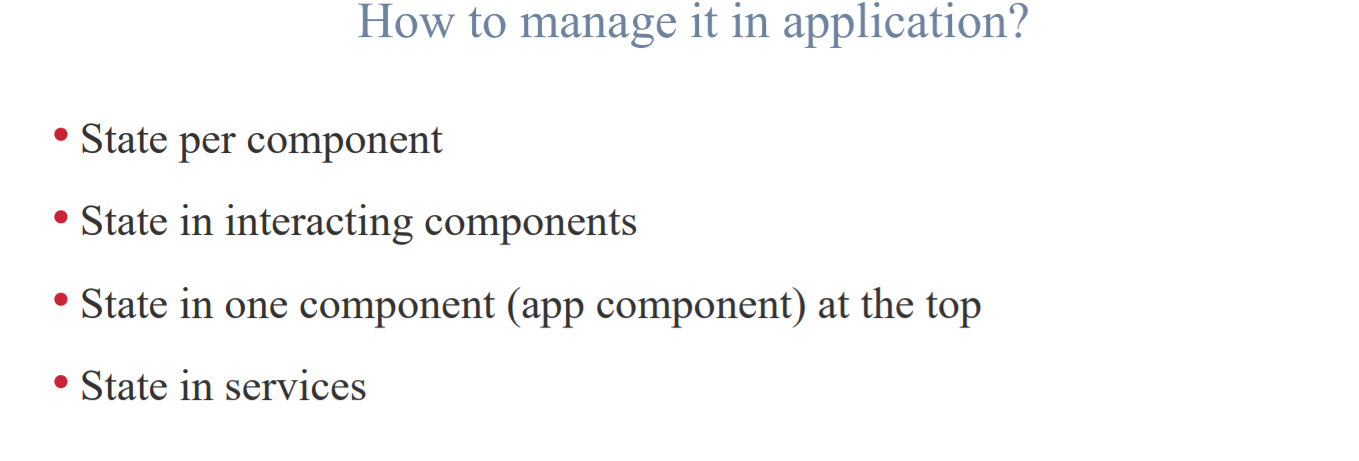 How to manage it in application?
• State per component
• State in interacting components
• State in one component (app component) at the top
• State in services